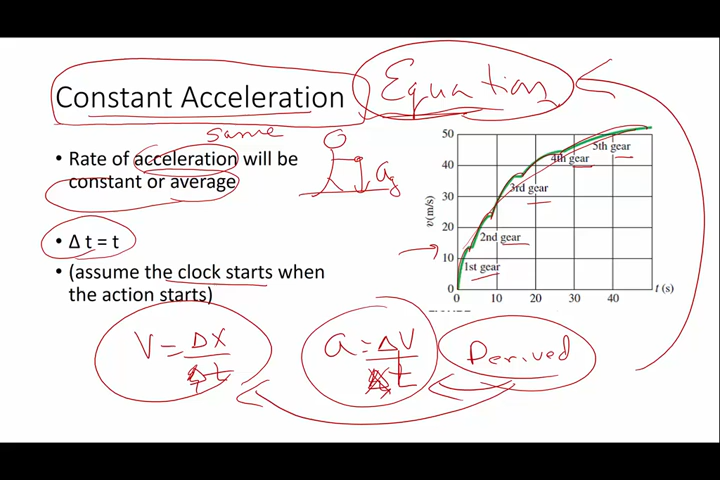 Constant Acceleration Equation
same
• Rate of acceleration will be
constant or average
ag
• Δ t = t
• (assume the clock starts when
the action starts)
V = ΔX / Δt
a = ΔV / Δt
Derived
v(m/s)
50
40
30
20
10
0
0 10 20 30 40
t (s)
1st gear
2nd gear
3rd gear
4th gear
5th gear